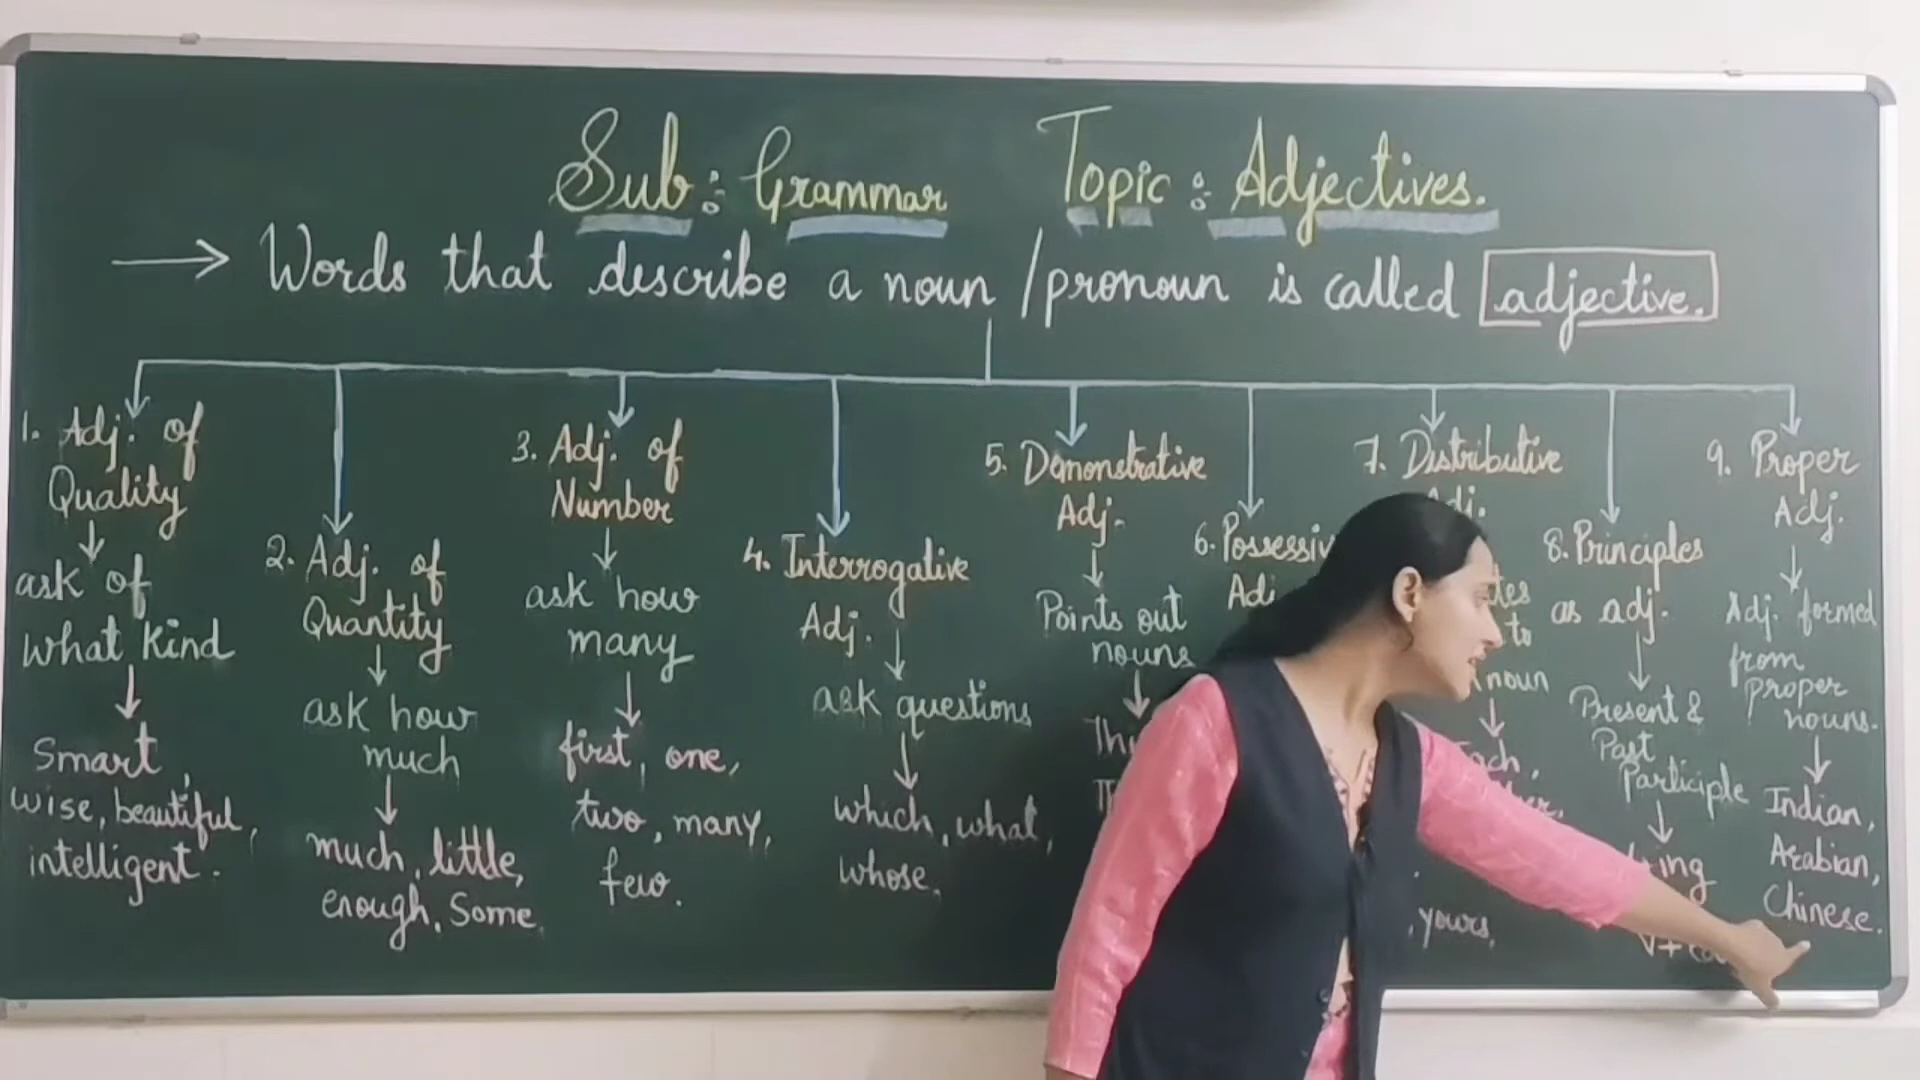 Sub : Grammar Topic : Adjectives.
→ Words that describe a noun / pronoun is called adjective.
1. Adj. of
Quality
ask of
what kind
Smart,
wise, beautiful,
intelligent.
2. Adj. of
Quantity
ask how
much
much, little,
enough, Some
3. Adj. of
Number
ask how
many
first, one,
two, many,
few.
4. Interrogative
Adj.
ask questions
which, what,
whose.
5. Demonstrative
Adj.
Points out
nouns
6. Possessiv
Adj
yours,
7. Distributive
Adj.
to
noun
8. Principles
as adj.
Present &
Past
Participle
ing
9. Proper
Adj.
Adj. formed
from
proper
nouns.
Indian,
Arabian,
Chinese.